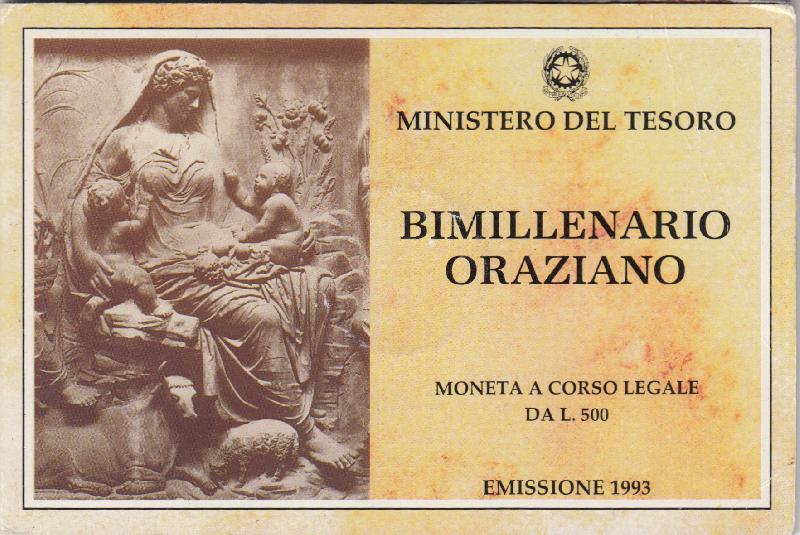 MINISTERO DEL TESORO
BIMILLENARIO
ORAZIANO
MONETA A CORSO LEGALE
DA L. 500
EMISSIONE 1993